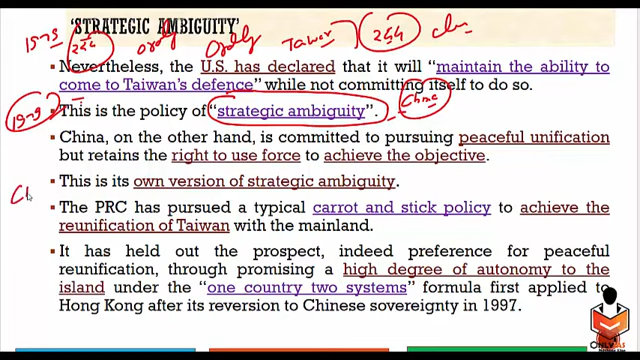 'STRATEGIC AMBIGUITY'
Taiwan
Nevertheless, the U.S. has declared that it will "maintain the ability to
come to Taiwan's defence" while not committing itself to do so.
1979
This is the policy of "strategic ambiguity".
China
China, on the other hand, is committed to pursuing peaceful unification
but retains the right to use force to achieve the objective.
This is its own version of strategic ambiguity.
The PRC has pursued a typical carrot and stick policy to achieve the
reunification of Taiwan with the mainland.
It has held out the prospect, indeed preference for peaceful
reunification, through promising a high degree of autonomy to the
island under the "one country two systems" formula first applied to
Hong Kong after its reversion to Chinese sovereignty in 1997.
ONLY IAS